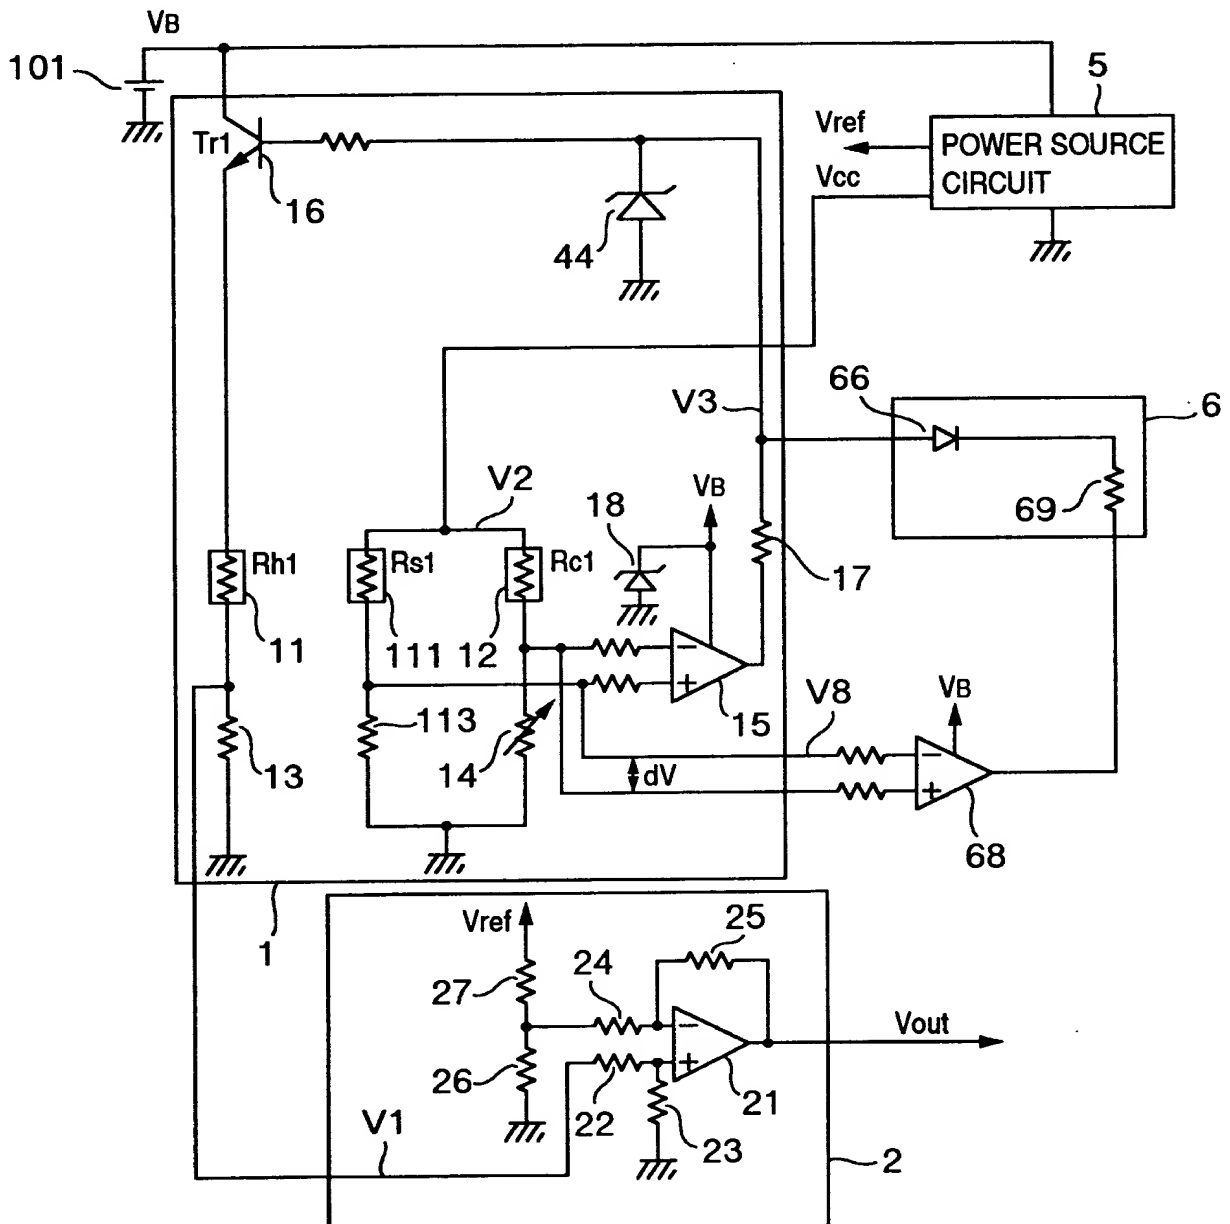 VB
101
5
Tr1
Vref
POWER SOURCE
CIRCUIT
Vcc
16
44
66
V3
6
V2
VB
18
69
Rh1
Rs1
Rc1
17
11
111
12
−
+
V8
VB
113
15
13
14
dV
−
+
68
1
Vref
25
24
27
−
Vout
26
+
21
22
V1
23
2